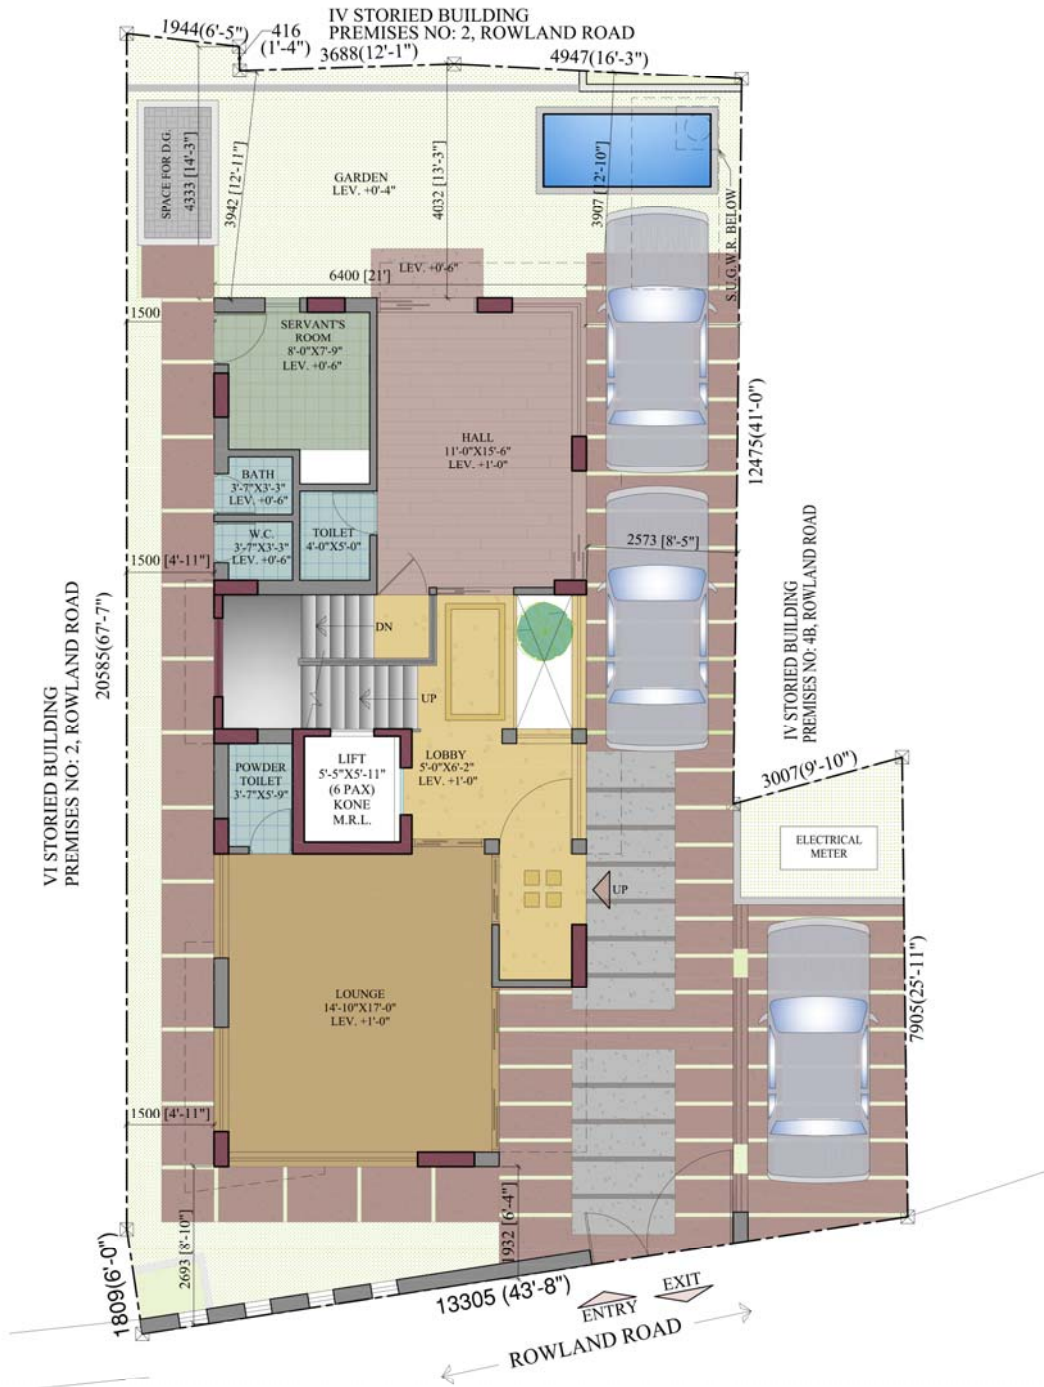 IV STORIED BUILDING
PREMISES NO: 2, ROWLAND ROAD
1944(6'-5")
416
(1'-4")
3688(12'-1")
4947(16'-3")
SPACE FOR D.G.
4333 [14'-3"]
3942 [12'-11"]
GARDEN
LEV. +0'-4"
4032 [13'-3"]
3907 [12'-10"]
S.U.G.W.R. BELOW
LEV. +0'-6"
6400 [21']
1500
SERVANT'S
ROOM
8'-0"X7'-9"
LEV. +0'-6"
HALL
11'-0"X15'-6"
LEV. +1'-0"
12475(41'-0")
BATH
3'-7"X3'-3"
LEV. +0'-6"
W.C.
3'-7"X3'-3"
LEV. +0'-6"
TOILET
4'-0"X5'-0"
2573 [8'-5"]
1500 [4'-11"]
IV STORIED BUILDING
PREMISES NO: 4B, ROWLAND ROAD
20585(67'-7")
VI STORIED BUILDING
PREMISES NO: 2, ROWLAND ROAD
DN
UP
LIFT
5'-5"X5'-11"
(6 PAX)
KONE
M.R.L.
LOBBY
5'-0"X6'-2"
LEV. +1'-0"
POWDER
TOILET
3'-7"X5'-9"
3007(9'-10")
ELECTRICAL
METER
UP
LOUNGE
14'-10"X17'-0"
LEV. +1'-0"
7905(25'-11")
1500 [4'-11"]
2693 [8'-10"]
1932 [6'-4"]
1809(6'-0")
13305 (43'-8")
ENTRY
EXIT
ROWLAND ROAD